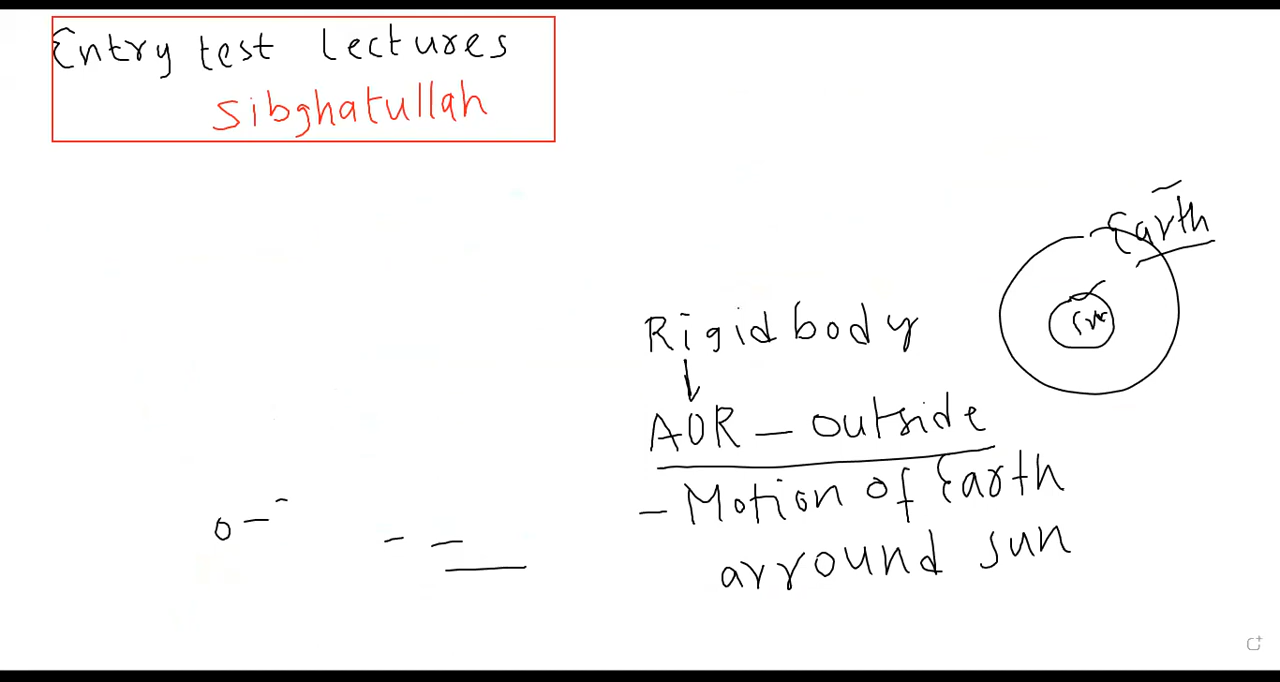 Entry test lectures
Sibghatullah
Earth
Sun
Rigid body
AOR - outside
- Motion of Earth
arround sun